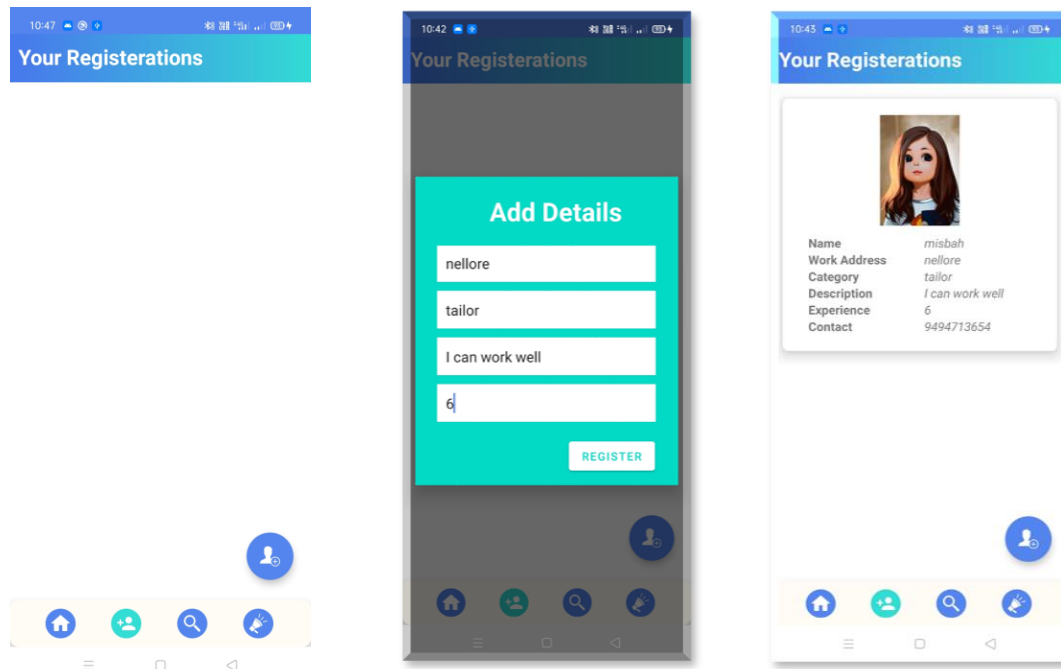 10:47
Your Registerations
10:42
Your Registerations
Add Details
nellore
tailor
I can work well
6
REGISTER
10:43
Your Registerations
Name misbah
Work Address nellore
Category tailor
Description I can work well
Experience 6
Contact 9494713654